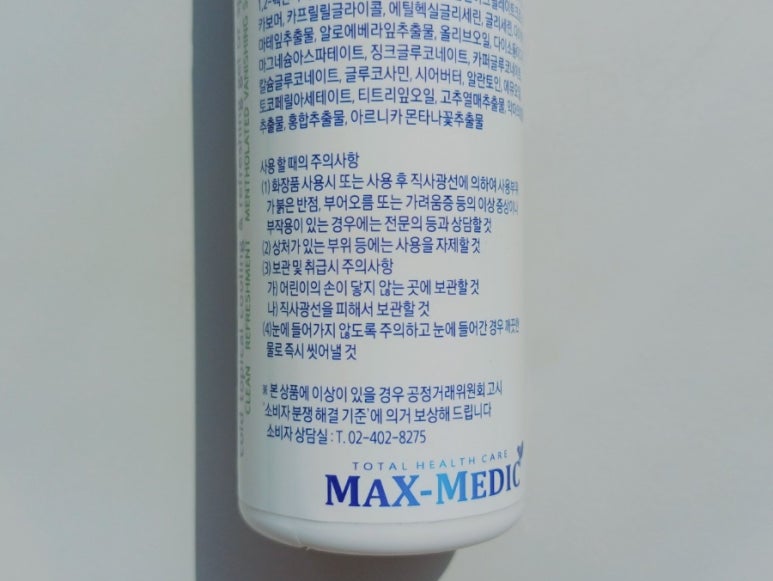 카보머, 카프릴릴글라이콜, 에틸헥실글리세린, 글리세린,
마테잎추출물, 알로에베라잎추출물, 올리브오일,
마그네슘아스파테이트, 징크글루코네이트, 카퍼글루코네이트,
칼슘글루코네이트, 글루코사민, 시어버터, 알란토인,
토코페릴아세테이트, 티트리잎오일, 고추열매추출물,
추출물, 홍합추출물, 아르니카 몬타나꽃추출물
사용 할 때의 주의사항
(1) 화장품 사용시 또는 사용 후 직사광선에 의하여 사용부위
가 붉은 반점, 부어오름 또는 가려움증 등의 이상 증상이나
부작용이 있는 경우에는 전문의 등과 상담할 것
(2) 상처가 있는 부위 등에는 사용을 자제할 것
(3) 보관 및 취급시 주의사항
가) 어린이의 손이 닿지 않는 곳에 보관할 것
나) 직사광선을 피해서 보관할 것
(4)눈에 들어가지 않도록 주의하고 눈에 들어간 경우 깨끗한
물로 즉시 씻어낼 것
※ 본 상품에 이상이 있을 경우 공정거래위원회 고시
'소비자 분쟁 해결 기준'에 의거 보상해 드립니다
소비자 상담실 : T. 02-402-8275
TOTAL HEALTH CARE
MAX-MEDIC
cold topical cooling & refreshing gel
CLEAN REFRESHMENT MENTHOLATED VANISHING